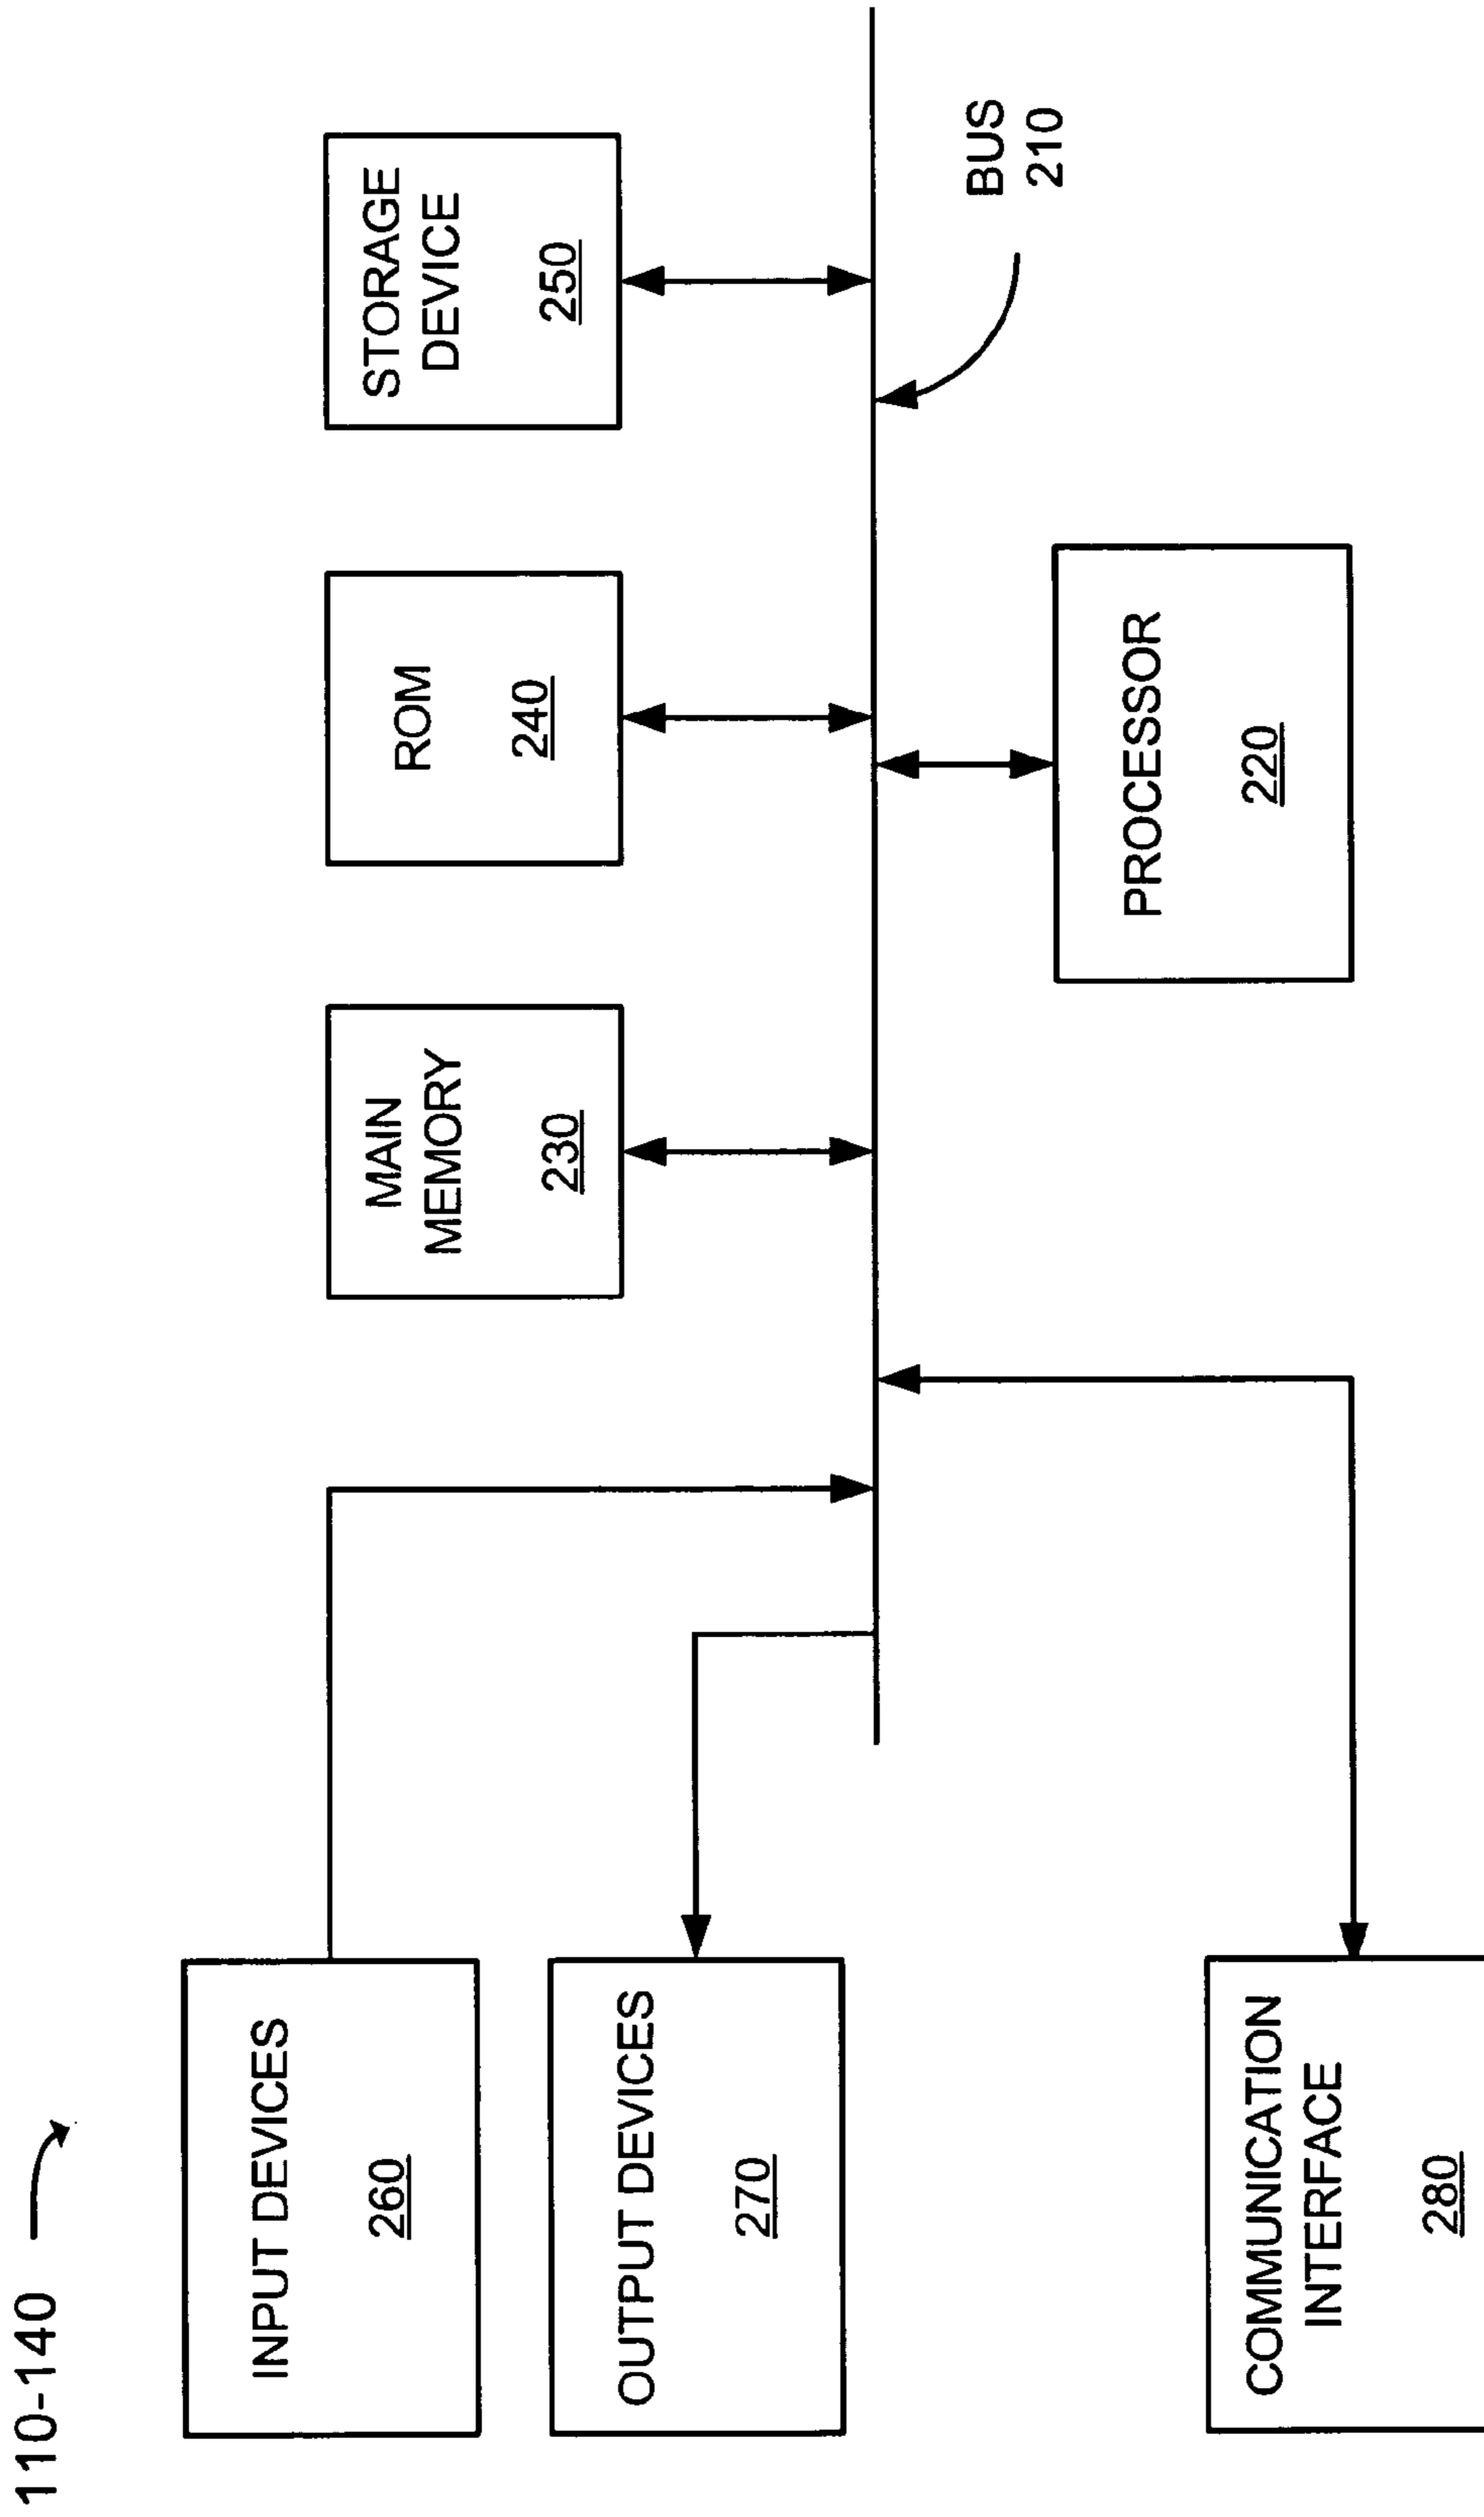 110-140
INPUT DEVICES
260
OUTPUT DEVICES
270
COMMUNICATION
INTERFACE
280
MAIN
MEMORY
230
ROM
240
STORAGE
DEVICE
250
PROCESSOR
220
BUS
210